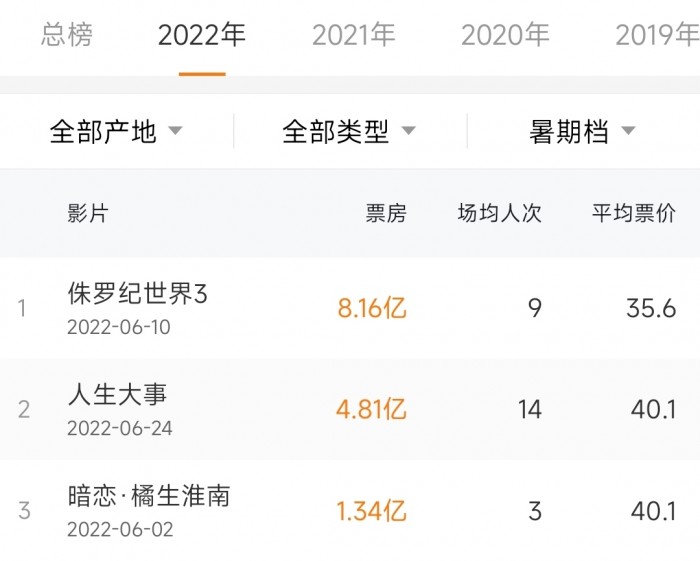 总榜 2022年 2021年 2020年 2019年
全部产地 全部类型 暑期档
影片 票房 场均人次 平均票价
1 侏罗纪世界3 8.16亿 9 35.6
2022-06-10
2 人生大事 4.81亿 14 40.1
2022-06-24
3 暗恋·橘生淮南 1.34亿 3 40.1
2022-06-02